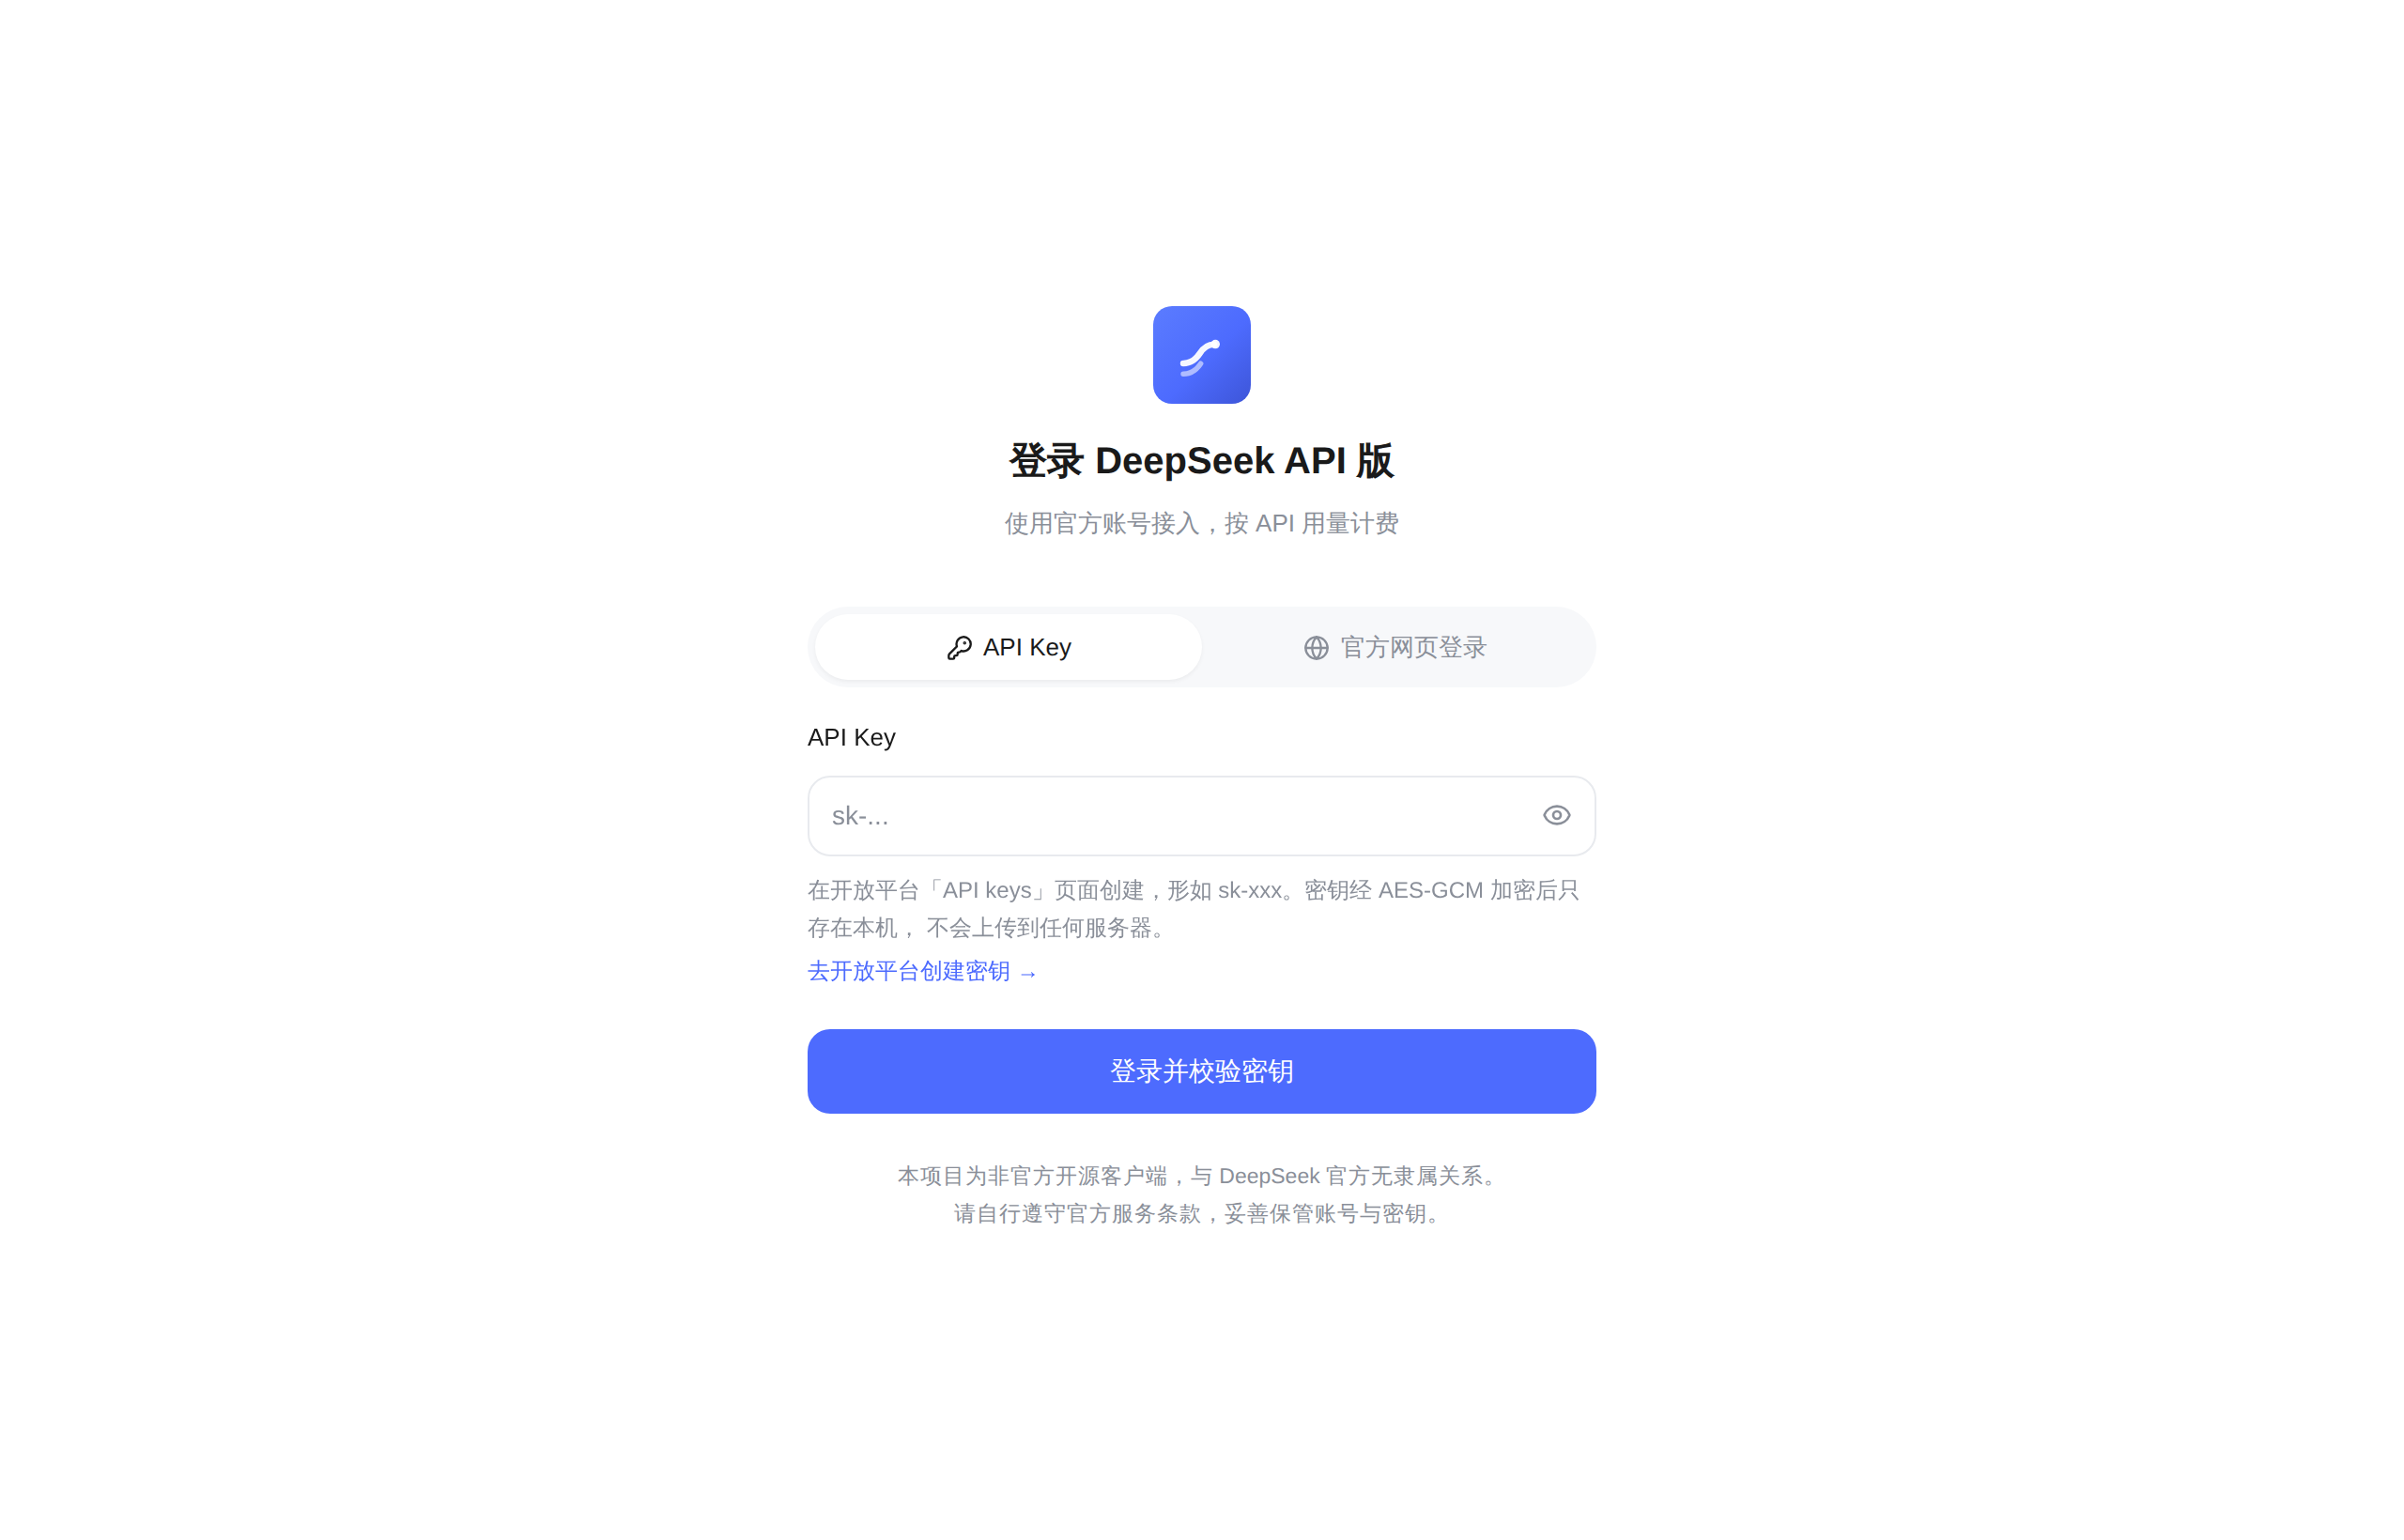 登录 DeepSeek API 版
使用官方账号接入，按 API 用量计费
API Key
官方网页登录
API Key
sk-...
在开放平台「API keys」页面创建，形如 sk-xxx。密钥经 AES-GCM 加密后只
存在本机， 不会上传到任何服务器。
去开放平台创建密钥 →
登录并校验密钥
本项目为非官方开源客户端，与 DeepSeek 官方无隶属关系。
请自行遵守官方服务条款，妥善保管账号与密钥。